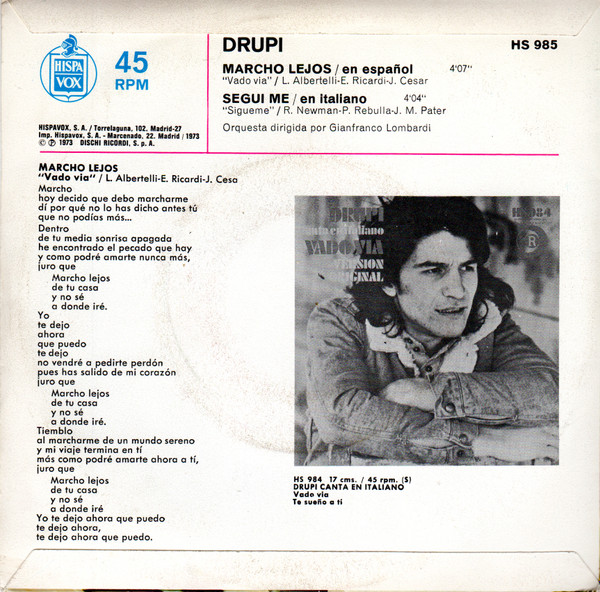 HISPA
VOX
45
RPM
DRUPI
HS 985
MARCHO LEJOS / en español 4'07"
"Vado via" / L. Albertelli-E. Ricardi-J. Cesar
SEGUI ME / en italiano 4'04"
"Sigueme" / R. Newman-P. Rebulla-J. M. Pater
Orquesta dirigida por Gianfranco Lombardi
HISPAVOX, S. A. / Torrelaguna, 102. Madrid-27
Imp. Hispavox, S. A. - Marcenado, 22. Madrid / 1973
© ℗ 1973 DISCHI RICORDI, S. p. A.
MARCHO LEJOS
"Vado via" / L. Albertelli-E. Ricardi-J. Cesa
Marcho
hoy decido que debo marcharme
dí por qué no lo has dicho antes tú
que no podías más...
Dentro
de tu media sonrisa apagada
he encontrado el pecado que hay
y como podré amarte nunca más,
juro que
Marcho lejos
de tu casa
y no sé
a donde iré.
Yo
te dejo
ahora
que puedo
te dejo
no vendré a pedirte perdón
pues has salido de mi corazón
juro que
Marcho lejos
de tu casa
y no sé
a donde iré.
Tiemblo
al marcharme de un mundo sereno
y mi viaje termina en tí
más como podré amarte ahora a tí,
juro que
Marcho lejos
de tu casa
y no sé
a donde iré
Yo te dejo ahora que puedo
te dejo ahora,
te dejo ahora que puedo.
DRUPI
HS 984
canta en italiano
VADO VIA
VERSION
ORIGINAL
R
HS 984 17 cms. / 45 rpm. (S)
DRUPI CANTA EN ITALIANO
Vado via
Te sueño a ti